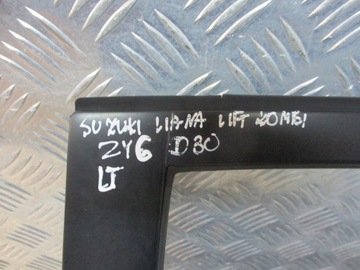 SUZUKI LIANA LIFT KOMBI
ZY6 D30
LT